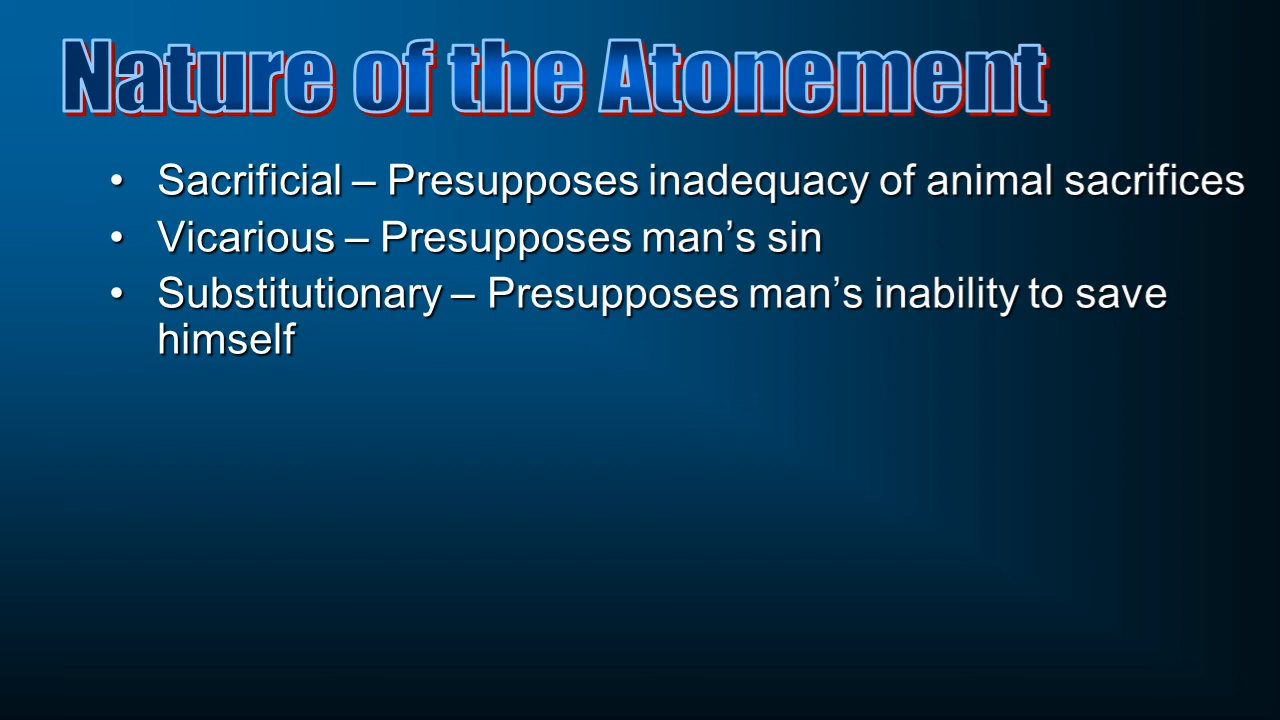 Nature of the Atonement
• Sacrificial – Presupposes inadequacy of animal sacrifices
• Vicarious – Presupposes man’s sin
• Substitutionary – Presupposes man’s inability to save
himself